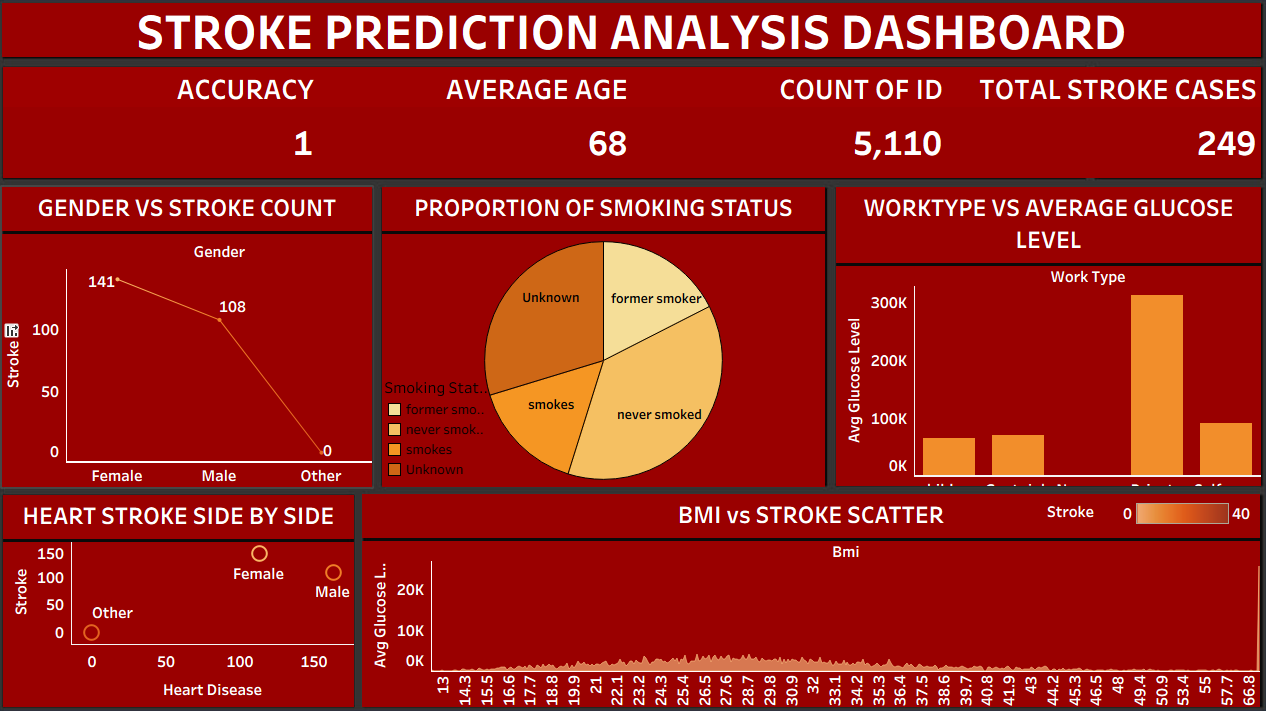 STROKE PREDICTION ANALYSIS DASHBOARD
ACCURACY
AVERAGE AGE
COUNT OF ID
TOTAL STROKE CASES
1
68
5,110
249
GENDER VS STROKE COUNT
Gender
Stroke
100
50
0
141
108
0
Female
Male
Other
PROPORTION OF SMOKING STATUS
Unknown
former smoker
smokes
never smoked
Smoking Stat..
former smo..
never smok..
smokes
Unknown
WORKTYPE VS AVERAGE GLUCOSE
LEVEL
Work Type
Avg Glucose Level
300K
200K
100K
0K
HEART STROKE SIDE BY SIDE
Stroke
150
100
50
0
Female
Male
Other
0
50
100
150
Heart Disease
BMI vs STROKE SCATTER
Stroke
0
40
Bmi
Avg Glucose L..
20K
10K
0K
13
14.3
15.5
16.6
17.7
18.8
19.9
21
22.1
23.2
24.3
25.4
26.5
27.6
28.7
29.8
30.9
32
33.1
34.2
35.3
36.4
37.5
38.6
39.7
40.8
41.9
43
44.2
45.3
46.5
48
49.4
50.9
53.4
55
57.7
66.8